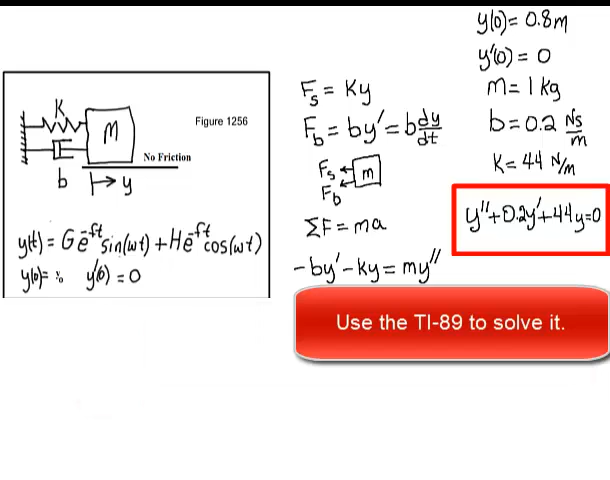 y(0) = 0.8m
y'(0) = 0
m = 1 kg
b = 0.2 Ns/m
K = 44 N/m
K
M
b
y
Figure 1256
No Friction
y(t) = Ge^-ft sin(wt) + He^-ft cos(wt)
y(0) = y'(0) = 0
Fs = Ky
Fb = by' = b dy/dt
Fs
Fb
m
ΣF = ma
-by' - ky = my''
y'' + 0.2y' + 44y = 0
Use the TI-89 to solve it.